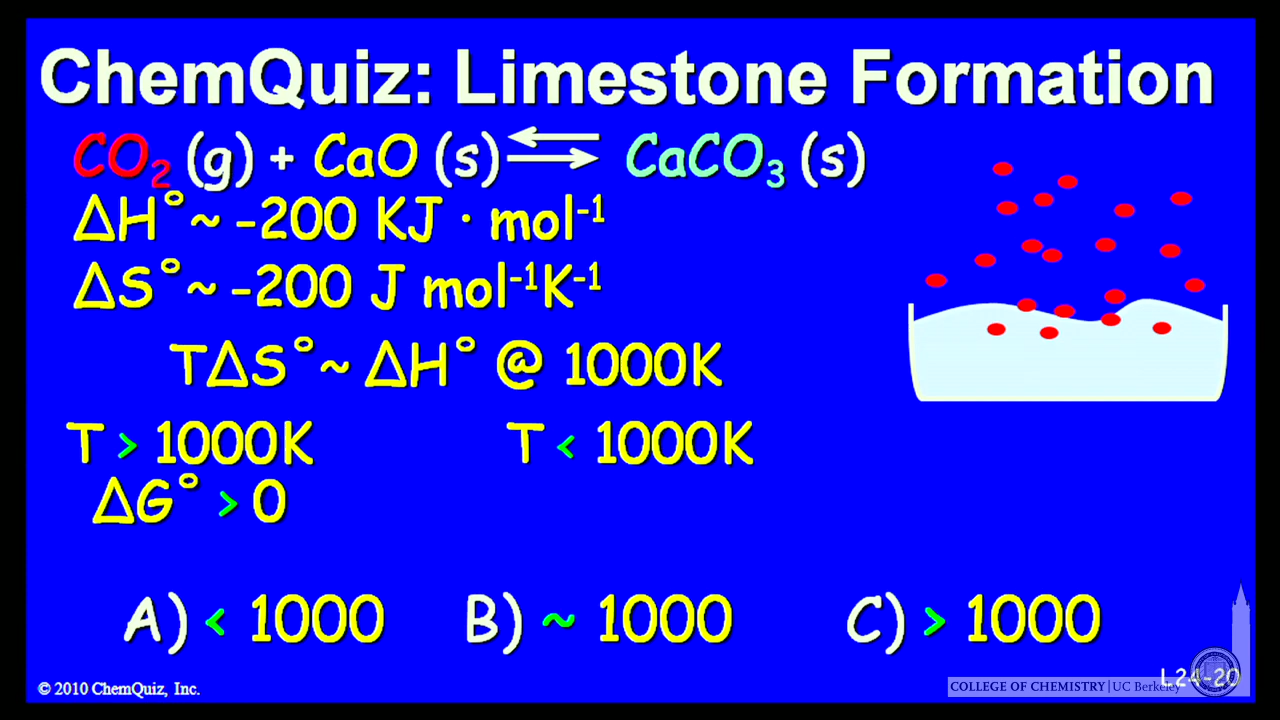 ChemQuiz: Limestone Formation
CO₂ (g) + CaO (s) ⇌ CaCO₃ (s)
ΔH° ~ -200 KJ · mol⁻¹
ΔS° ~ -200 J mol⁻¹K⁻¹
TΔS° ~ ΔH° @ 1000K
T > 1000K T < 1000K
ΔG° > 0
A) < 1000 B) ~ 1000 C) > 1000
© 2010 ChemQuiz, Inc.
L24-20
COLLEGE OF CHEMISTRY | UC Berkeley